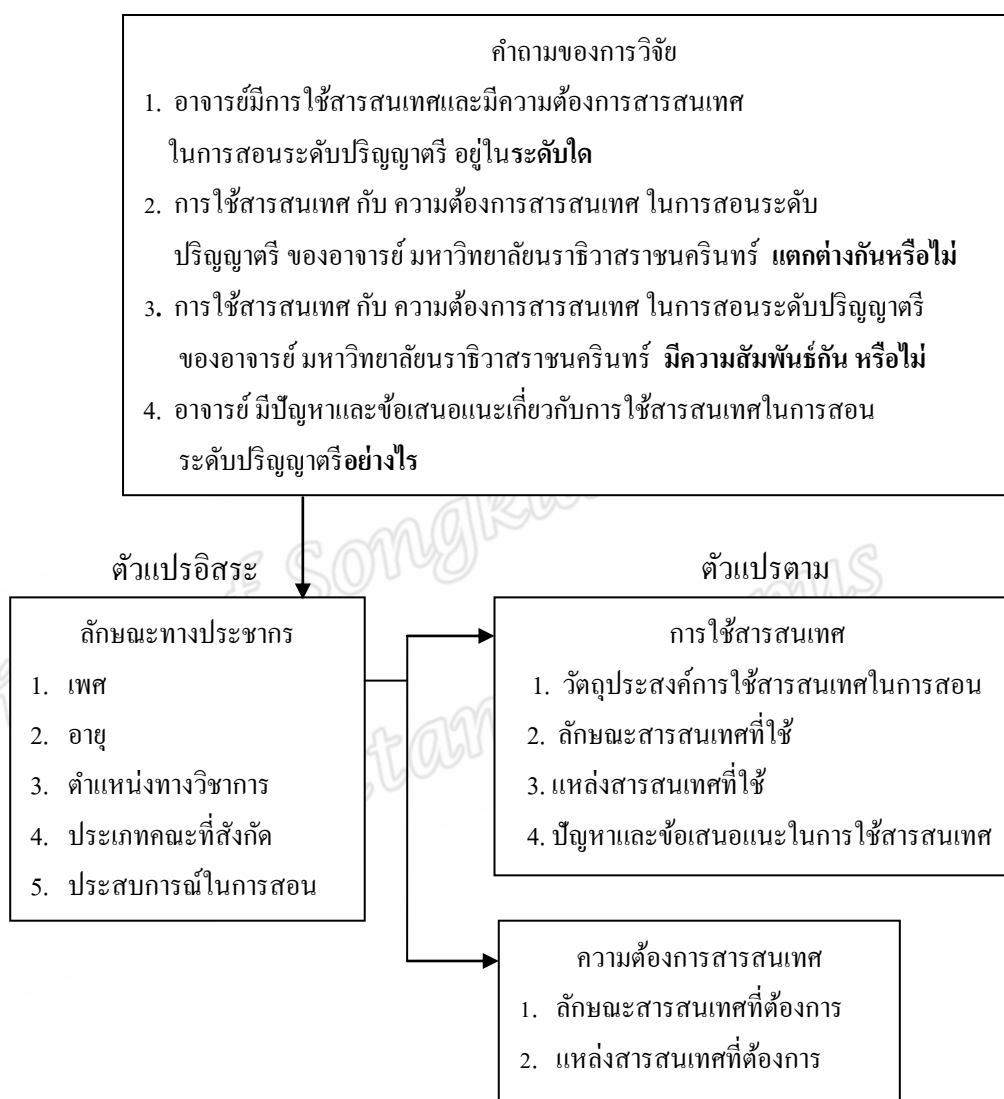 คำถามของการวิจัย
1. อาจารย์มีการใช้สารสนเทศและมีความต้องการสารสนเทศ
ในการสอนระดับปริญญาตรี อยู่ในระดับใด
2. การใช้สารสนเทศ กับ ความต้องการสารสนเทศ ในการสอนระดับ
ปริญญาตรี ของอาจารย์ มหาวิทยาลัยนราธิวาสราชนครินทร์ แตกต่างกันหรือไม่
3. การใช้สารสนเทศ กับ ความต้องการสารสนเทศ ในการสอนระดับปริญญาตรี
ของอาจารย์ มหาวิทยาลัยนราธิวาสราชนครินทร์ มีความสัมพันธ์กัน หรือไม่
4. อาจารย์ มีปัญหาและข้อเสนอแนะเกี่ยวกับการใช้สารสนเทศในการสอน
ระดับปริญญาตรีอย่างไร
ตัวแปรอิสระ
ลักษณะทางประชากร
1. เพศ
2. อายุ
3. ตำแหน่งทางวิชาการ
4. ประเภทคณะที่สังกัด
5. ประสบการณ์ในการสอน
ตัวแปรตาม
การใช้สารสนเทศ
1. วัตถุประสงค์การใช้สารสนเทศในการสอน
2. ลักษณะสารสนเทศที่ใช้
3. แหล่งสารสนเทศที่ใช้
4. ปัญหาและข้อเสนอแนะในการใช้สารสนเทศ
ความต้องการสารสนเทศ
1. ลักษณะสารสนเทศที่ต้องการ
2. แหล่งสารสนเทศที่ต้องการ